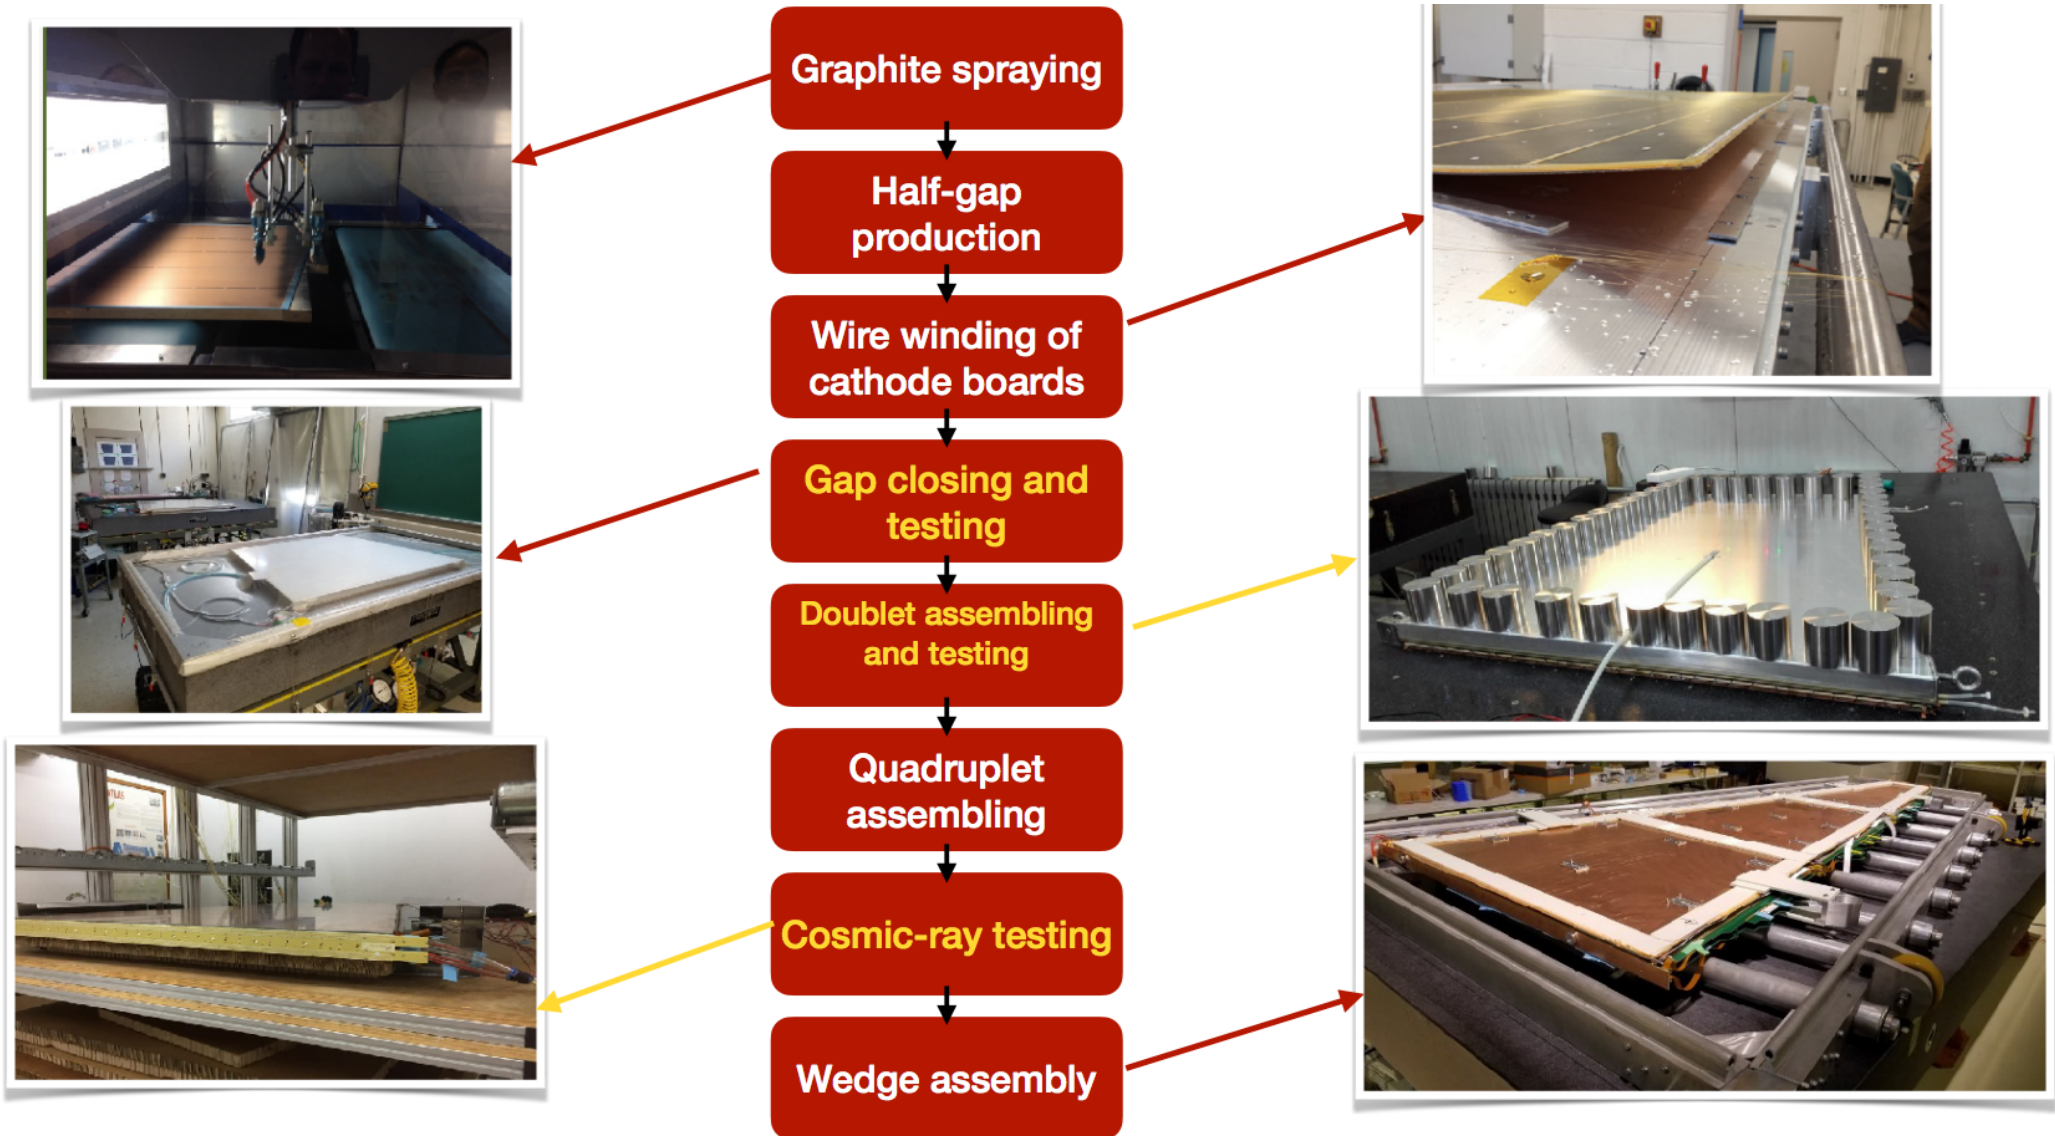 Graphite spraying
Half-gap
production
Wire winding of
cathode boards
Gap closing and
testing
Doublet assembling
and testing
Quadruplet
assembling
Cosmic-ray testing
Wedge assembly